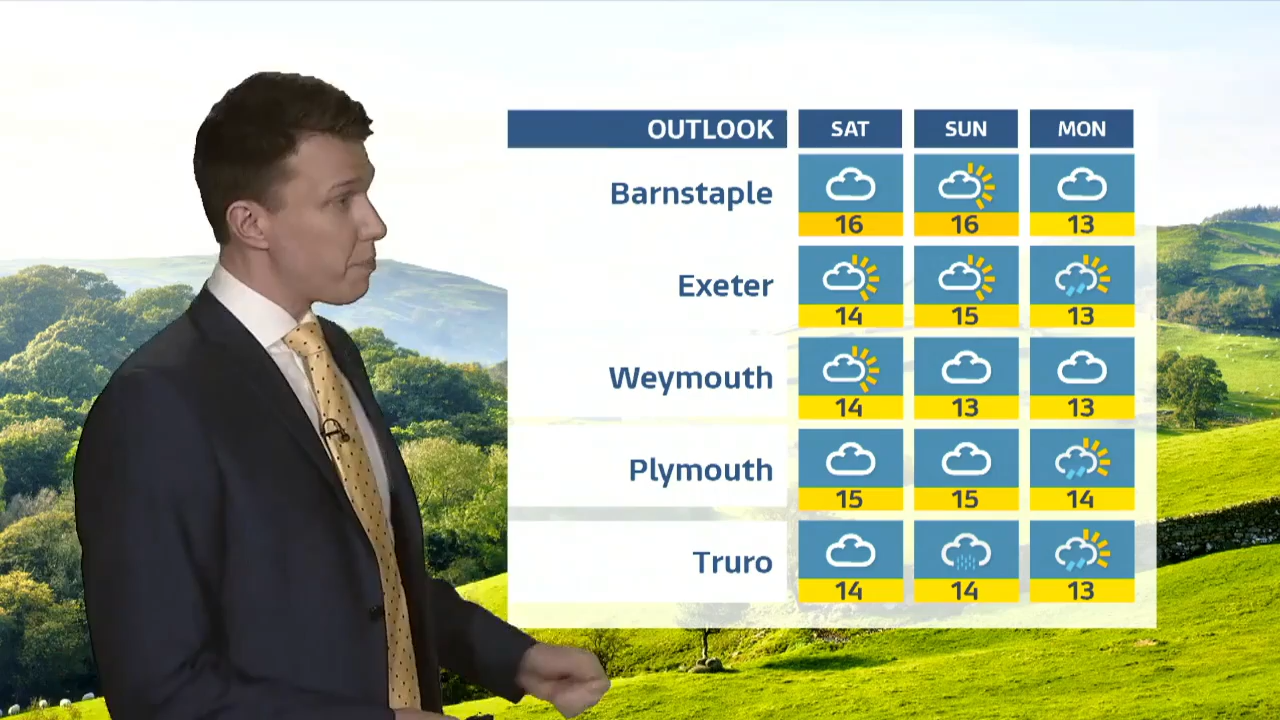 OUTLOOK SAT SUN MON
Barnstaple 16 16 13
Exeter 14 15 13
Weymouth 14 13 13
Plymouth 15 15 14
Truro 14 14 13